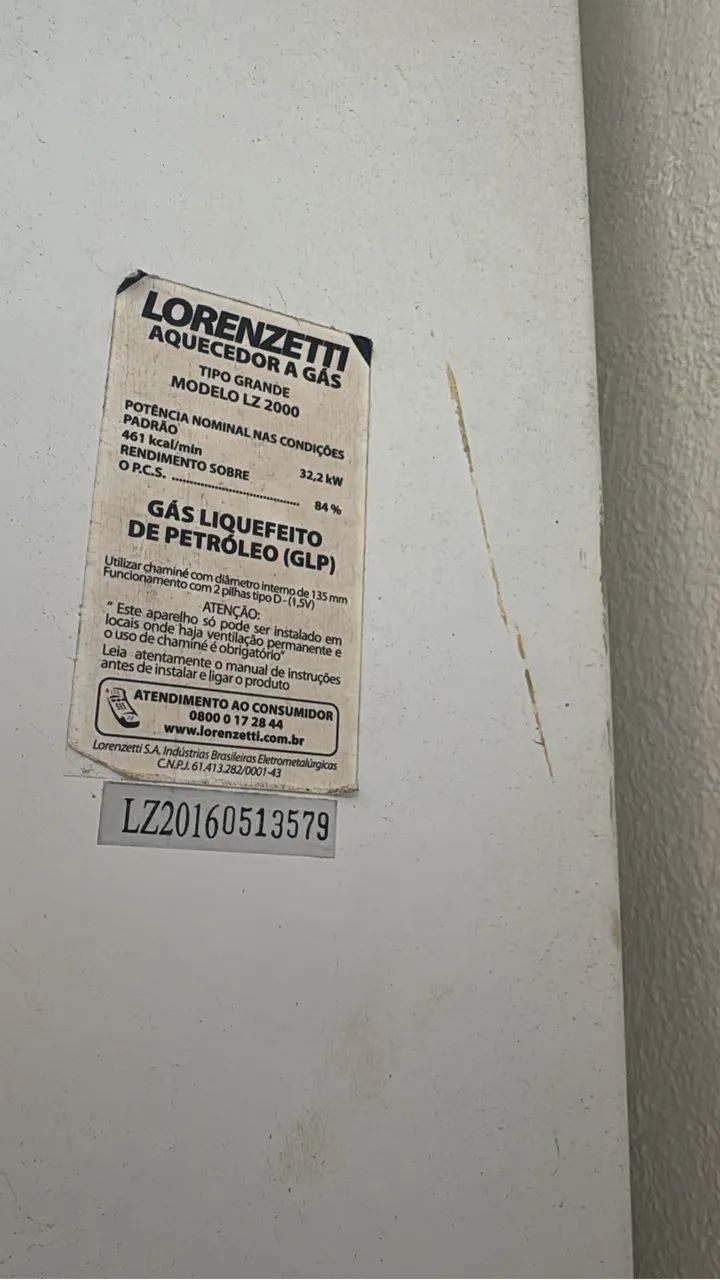 LORENZETTI
AQUECEDOR A GÁS
TIPO GRANDE
MODELO LZ 2000
POTÊNCIA NOMINAL NAS CONDIÇÕES
PADRÃO
461 kcal/min 32,2 kW
RENDIMENTO SOBRE
O P.C.S. .................................... 84 %
GÁS LIQUEFEITO
DE PETRÓLEO (GLP)
Utilizar chaminé com diâmetro interno de 135 mm
Funcionamento com 2 pilhas tipo D - (1,5V)
ATENÇÃO:
" Este aparelho só pode ser instalado em
locais onde haja ventilação permanente e
o uso de chaminé é obrigatório"
Leia atentamente o manual de instruções
antes de instalar e ligar o produto
ATENDIMENTO AO CONSUMIDOR
0800 0 17 28 44
www.lorenzetti.com.br
Lorenzetti S.A. Indústrias Brasileiras Eletrometalúrgicas
C.N.P.J. 61.413.282/0001-43
LZ20160513579